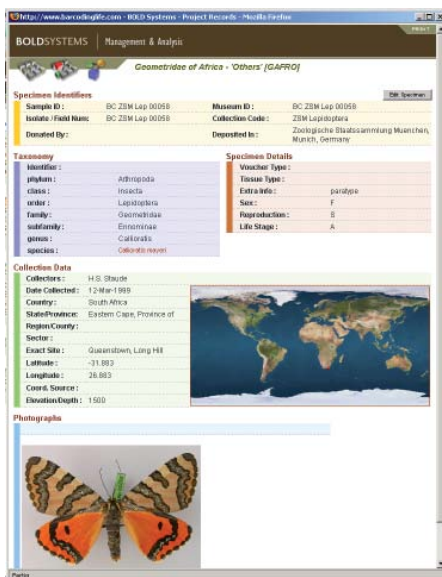 http://www.barcodinglife.com - BOLD Systems - Project Records - Mozilla Firefox
PRINT
BOLDSYSTEMS Management & Analysis
Geometridae of Africa - 'Others' [GAFRO]
Specimen Identifiers
Edit Specimen
Sample ID : BC ZSM Lep 00058 Museum ID : BC ZSM Lep 00058
Isolate / Field Num: BC ZSM Lep 00058 Collection Code : ZSM Lepidoptera
Donated By : Deposited In : Zoologische Staatssammlung Muenchen, Munich, Germany
Taxonomy
Identifier :
phylum : Arthropoda
class : Insecta
order : Lepidoptera
family: Geometridae
subfamily: Ennominae
genus : Callioratis
species : Callioratis mayeri
Specimen Details
Voucher Type :
Tissue Type :
Extra Info : paratype
Sex : F
Reproduction : S
Life Stage : A
Collection Data
Collectors : H.S. Staude
Date Collected : 12-Mar-1999
Country : South Africa
State/Province: Eastern Cape, Province of
Region/County :
Sector :
Exact Site : Queenstown, Long Hill
Latitude : -31.883
Longitude : 26.883
Coord. Source :
Elevation/Depth : 1500
Photographs